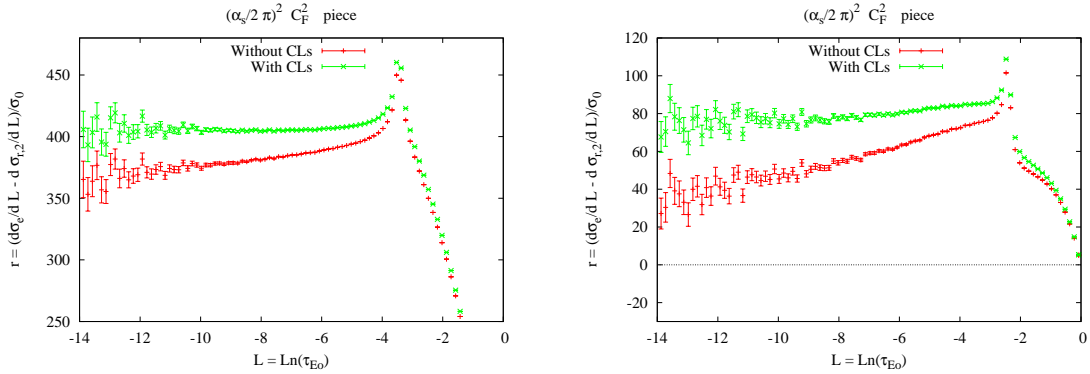 (αs/2 π)² C_F² piece
Without CLs
With CLs
r = (dσe/d L - d σr,2/d L)/σ0
450
400
350
300
250
-14 -12 -10 -8 -6 -4 -2 0
L = Ln(τEo)
(αs/2 π)² C_F² piece
Without CLs
With CLs
r = (dσe/d L - d σr,2/d L)/σ0
120
100
80
60
40
20
0
-20
-14 -12 -10 -8 -6 -4 -2 0
L = Ln(τEo)